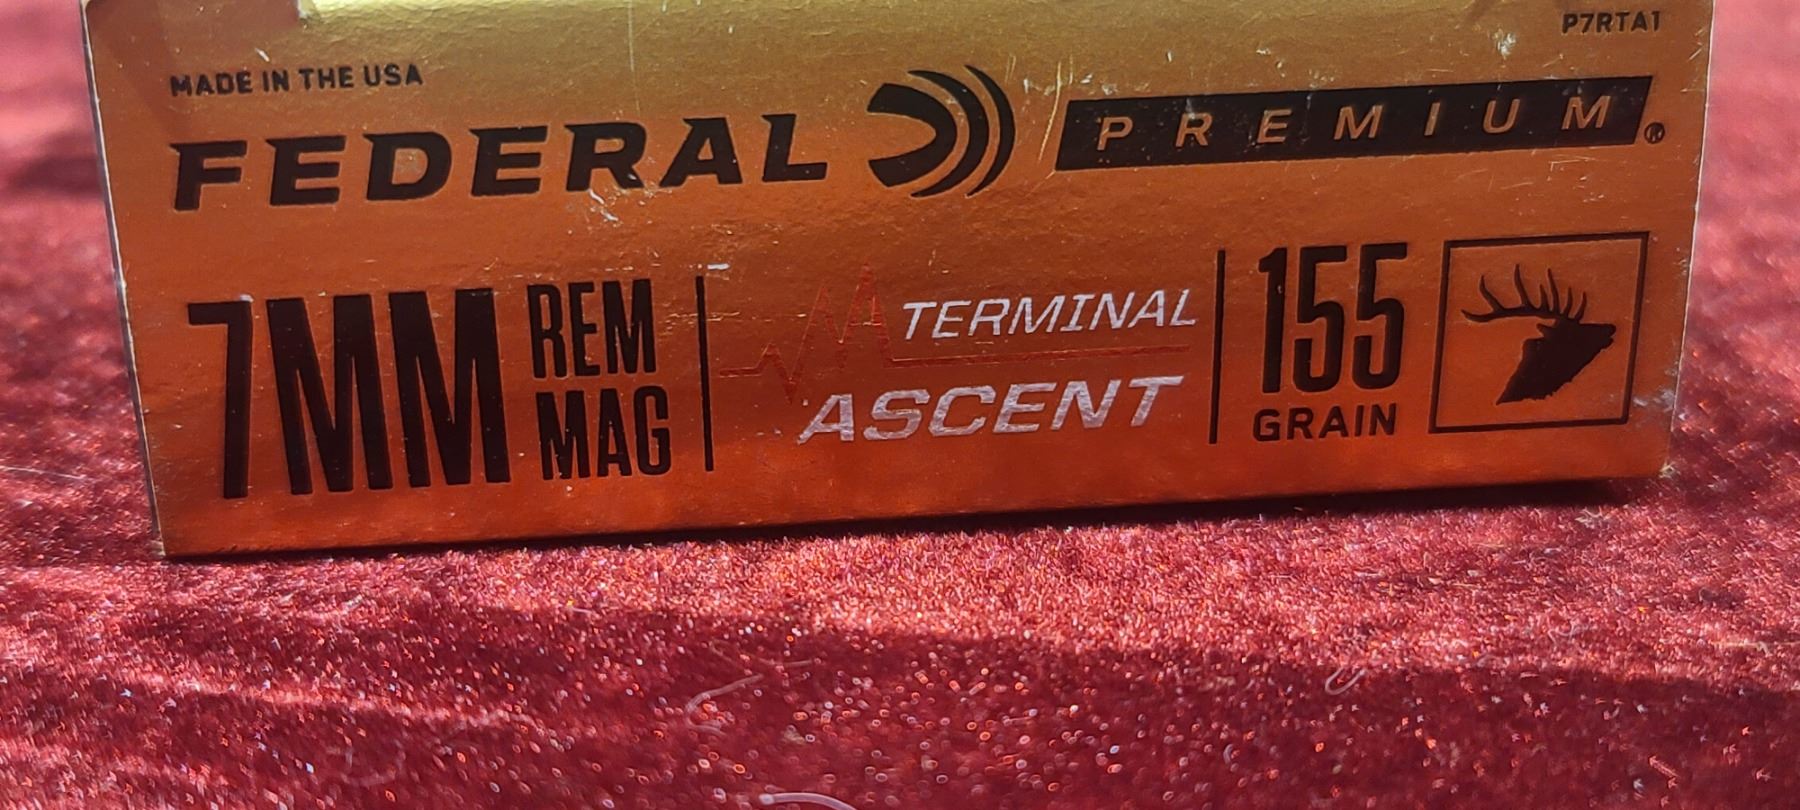 P7RTA1
MADE IN THE USA
FEDERAL PREMIUM®
7MM REM MAG
TERMINAL ASCENT
155 GRAIN